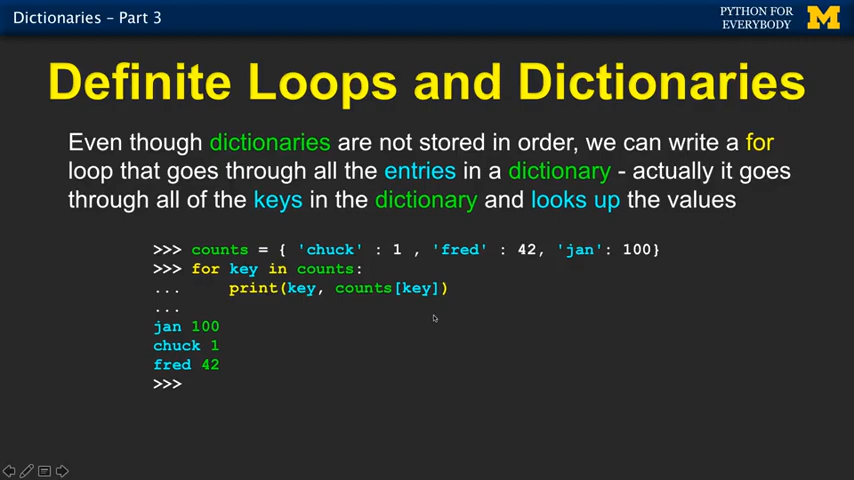 Dictionaries – Part 3
PYTHON FOR
EVERYBODY
M
Definite Loops and Dictionaries
Even though dictionaries are not stored in order, we can write a for
loop that goes through all the entries in a dictionary - actually it goes
through all of the keys in the dictionary and looks up the values
>>> counts = { 'chuck' : 1 , 'fred' : 42, 'jan': 100}
>>> for key in counts:
...     print(key, counts[key])
...
jan 100
chuck 1
fred 42
>>>